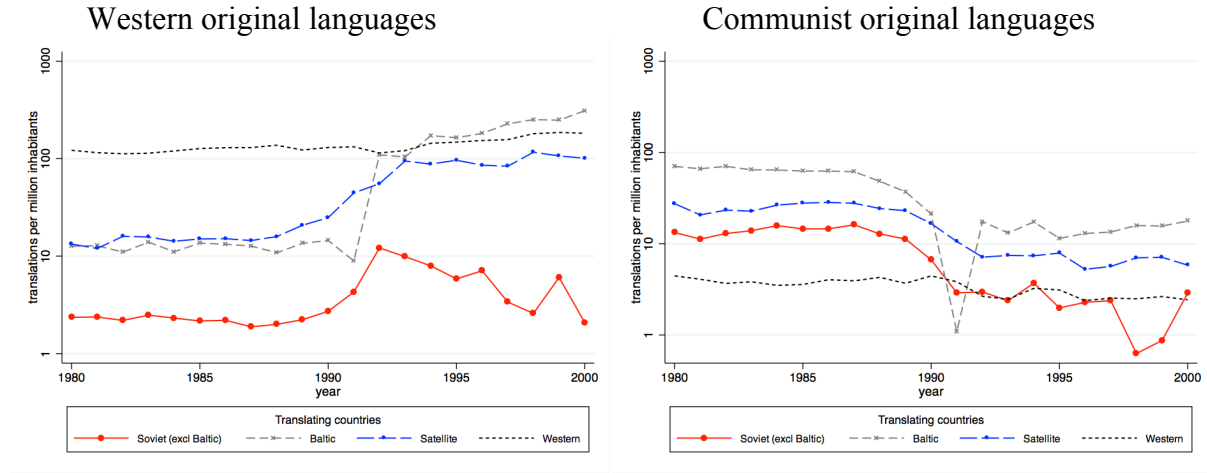 Western original languages
translations per million inhabitants
1000
100
10
1
1980
1985
1990
1995
2000
year
Translating countries
Soviet (excl Baltic)
Baltic
Satellite
Western
Communist original languages
translations per million inhabitants
1000
100
10
1
1980
1985
1990
1995
2000
year
Translating countries
Soviet (excl Baltic)
Baltic
Satellite
Western